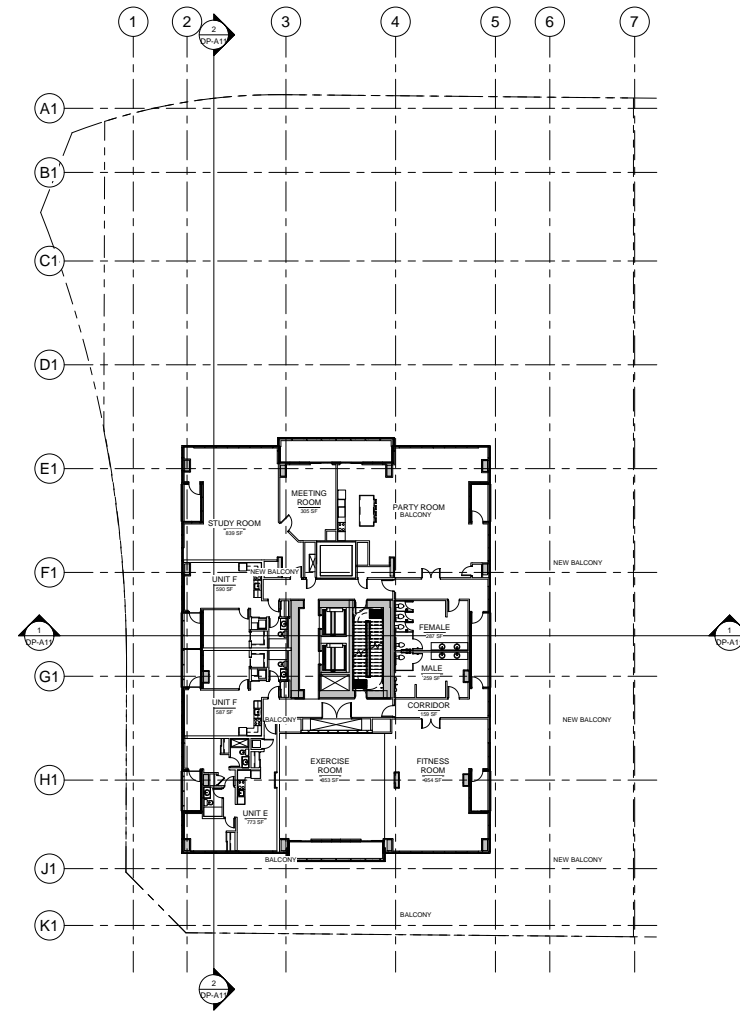 1 2 3 4 5 6 7
2
DP-A11
A1
B1
C1
D1
E1
F1
G1
H1
J1
K1
MEETING
ROOM
305 SF
PARTY ROOM
BALCONY
STUDY ROOM
839 SF
NEW BALCONY
NEW BALCONY
UNIT F
590 SF
FEMALE
287 SF
1
DP-A11
1
DP-A11
MALE
259 SF
UNIT F
587 SF
CORRIDOR
159 SF
BALCONY
NEW BALCONY
EXERCISE
ROOM
853 SF
FITNESS
ROOM
954 SF
UNIT E
773 SF
BALCONY
NEW BALCONY
BALCONY
2
DP-A11